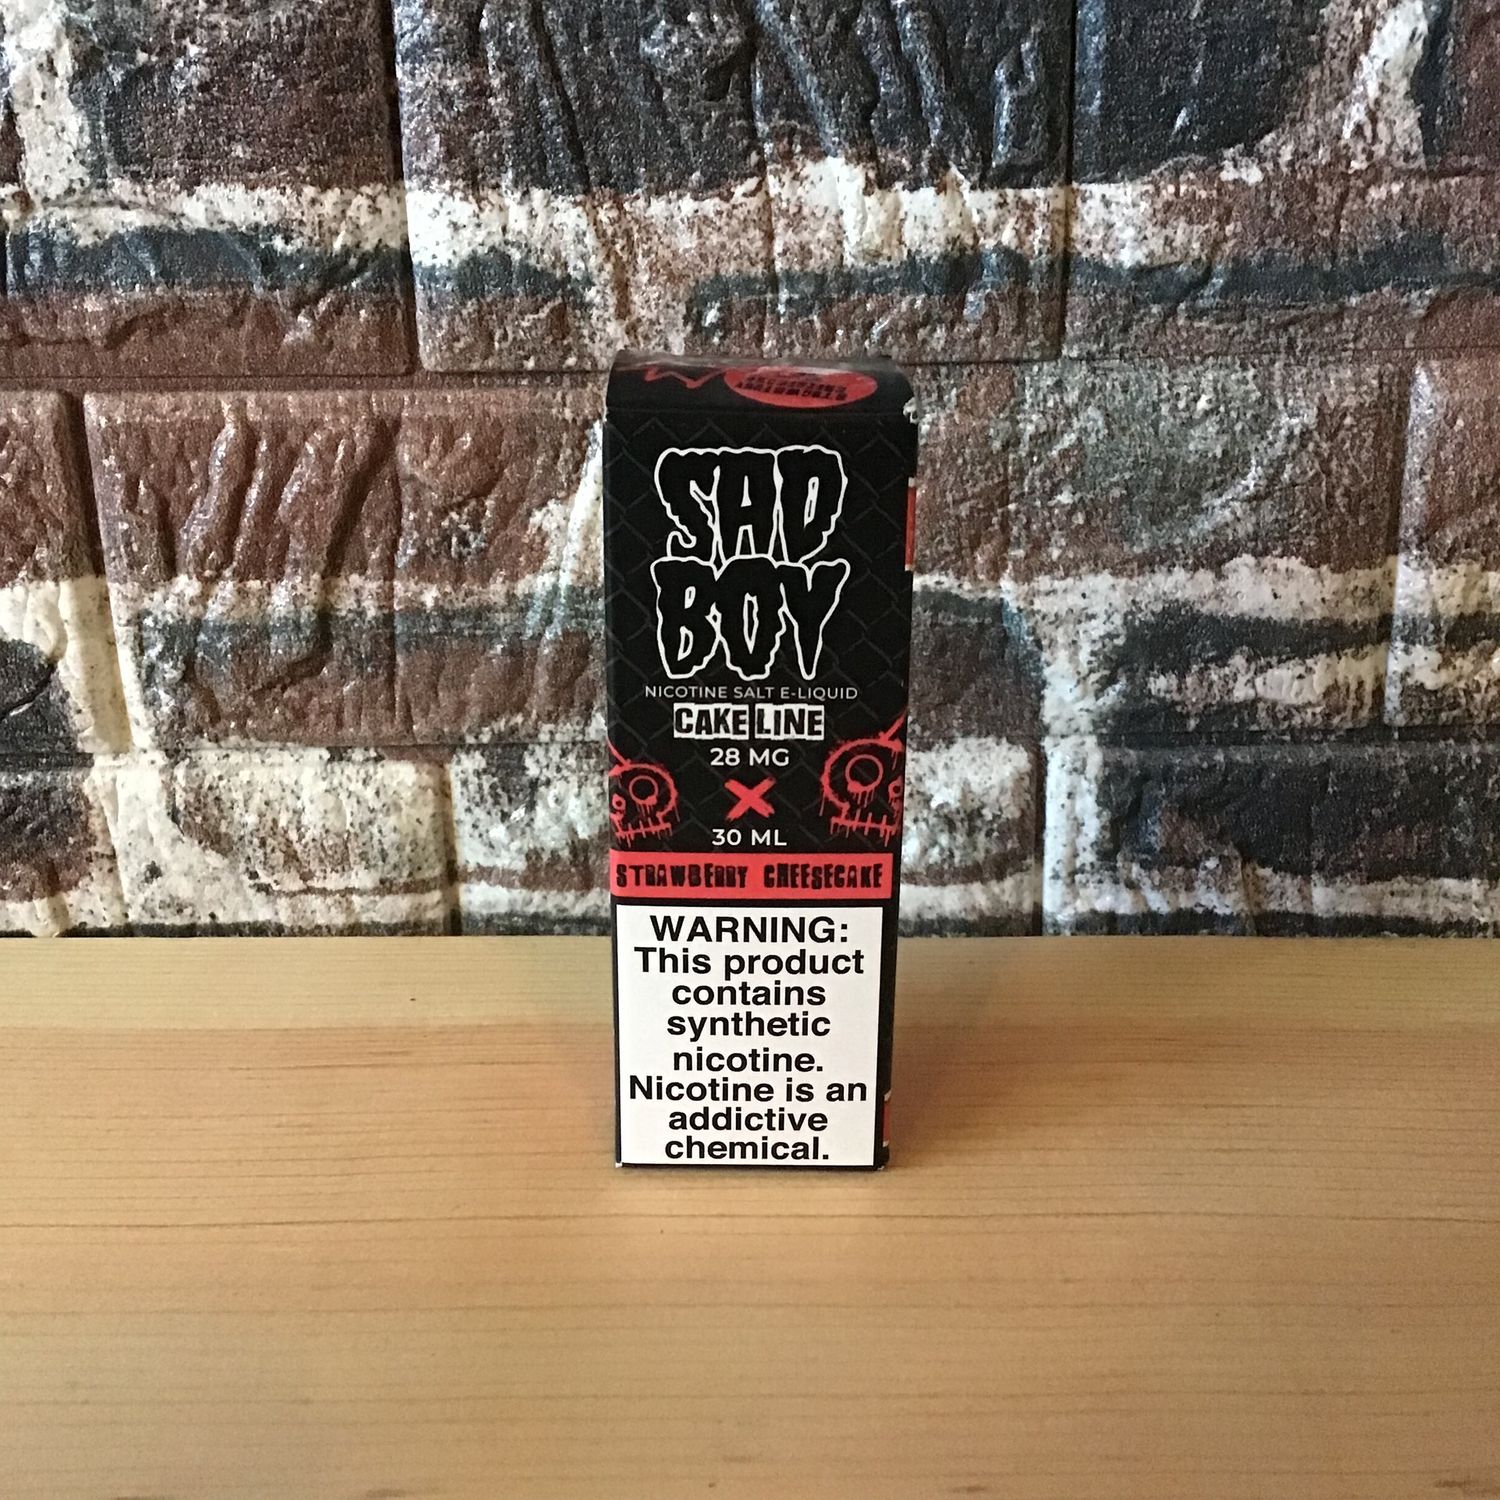 SAD
BOY
NICOTINE SALT E-LIQUID
CAKE LINE
28 MG
X
30 ML
STRAWBERRY CHEESECAKE
WARNING:
This product
contains
synthetic
nicotine.
Nicotine is an
addictive
chemical.